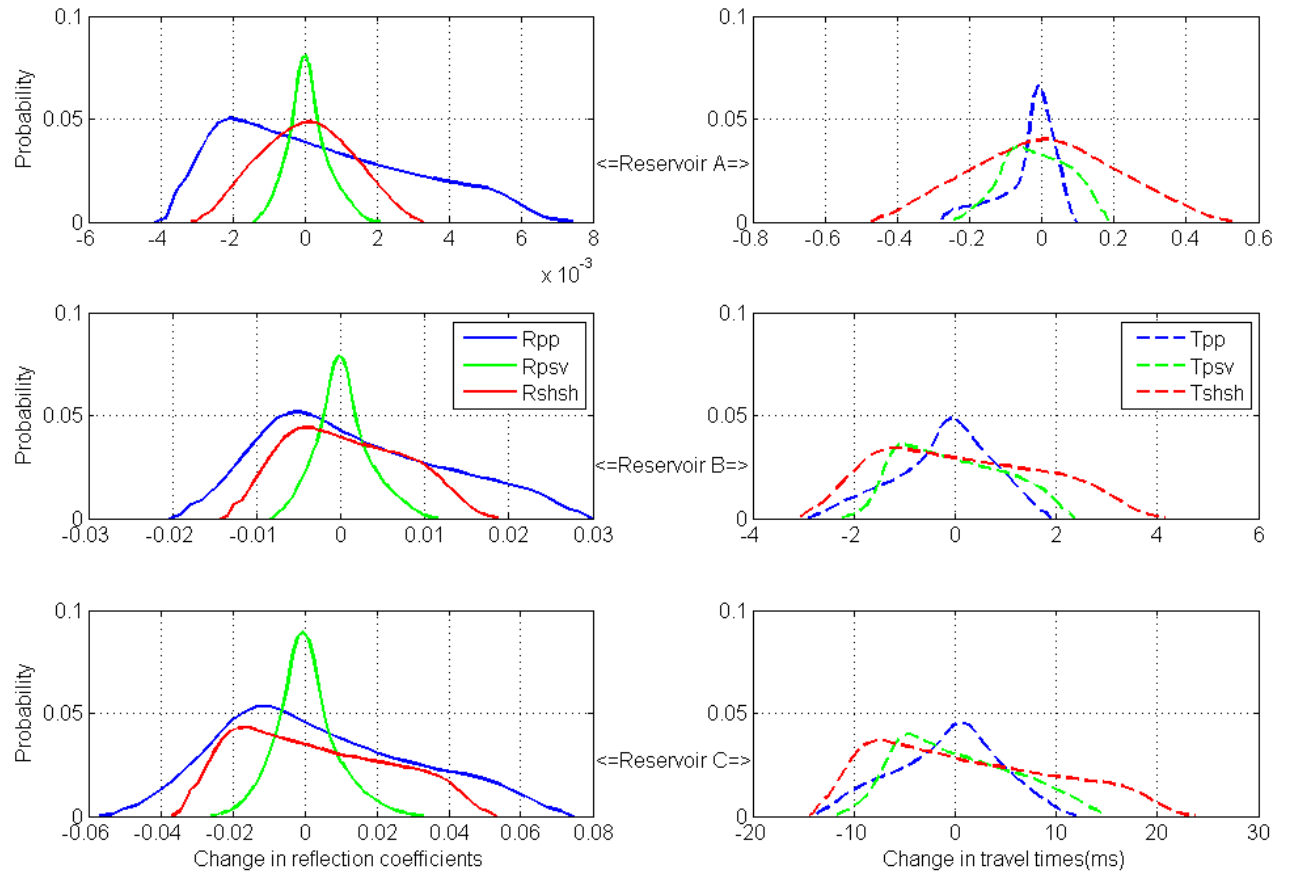 0.1
0.05
0
Probability
-6 -4 -2 0 2 4 6 8
x 10^-3
<=Reservoir A=>
0.1
0.05
0
-0.8 -0.6 -0.4 -0.2 0 0.2 0.4 0.6
0.1
0.05
0
Probability
-0.03 -0.02 -0.01 0 0.01 0.02 0.03
Rpp
Rpsv
Rshsh
<=Reservoir B=>
0.1
0.05
0
-4 -2 0 2 4 6
Tpp
Tpsv
Tshsh
0.1
0.05
0
Probability
-0.06 -0.04 -0.02 0 0.02 0.04 0.06 0.08
Change in reflection coefficients
<=Reservoir C=>
0.1
0.05
0
-20 -10 0 10 20 30
Change in travel times(ms)